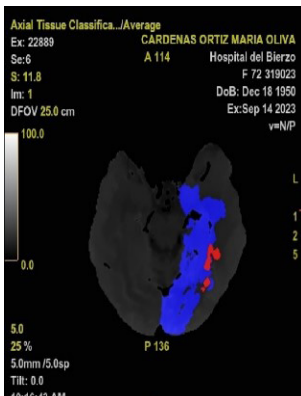 Axial Tissue Classifica.../Average
Ex: 22889
CARDENAS ORTIZ MARIA OLIVA
Se:6
A 114
Hospital del Bierzo
S: 11.8
F 72 319023
Im: 1
DoB: Dec 18 1950
DFOV 25.0 cm
Ex:Sep 14 2023
100.0
v=N/P
L
1
2
5
0.0
5.0
25 %
P 136
5.0mm /5.0sp
Tilt: 0.0